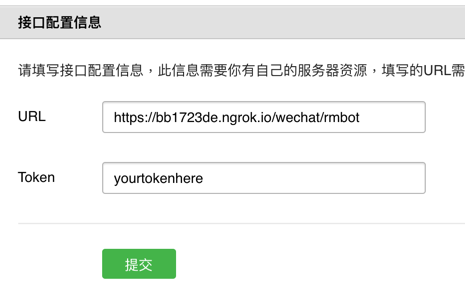 接口配置信息
请填写接口配置信息，此信息需要你有自己的服务器资源，填写的URL需
URL https://bb1723de.ngrok.io/wechat/rmbot
Token yourtokenhere
提交